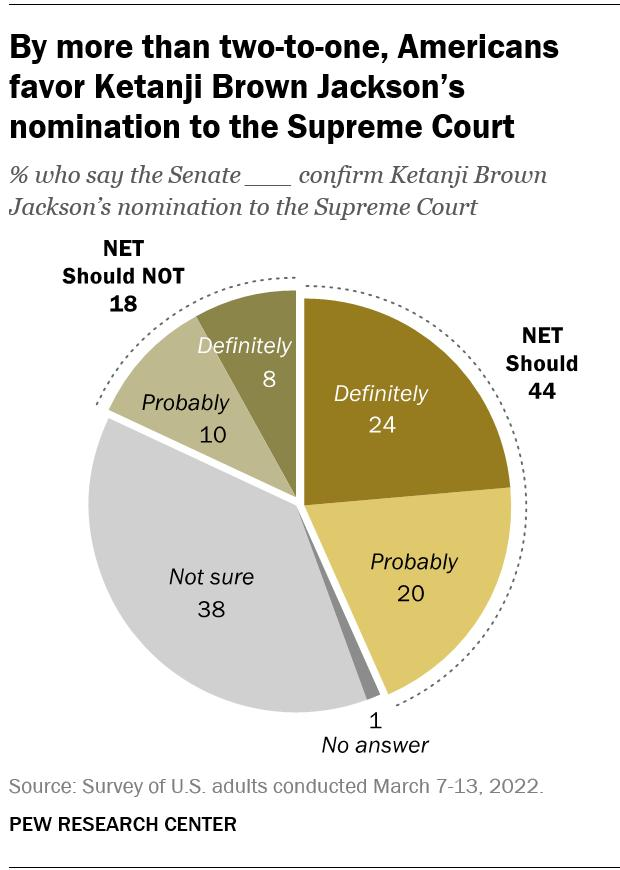 By more than two-to-one, Americans
favor Ketanji Brown Jackson's
nomination to the Supreme Court
% who say the Senate ___ confirm Ketanji Brown
Jackson's nomination to the Supreme Court
NET
Should NOT
18
Definitely
8
Probably
10
NET
Should
44
Definitely
24
Probably
20
Not sure
38
1
No answer
Source: Survey of U.S. adults conducted March 7-13, 2022.
PEW RESEARCH CENTER